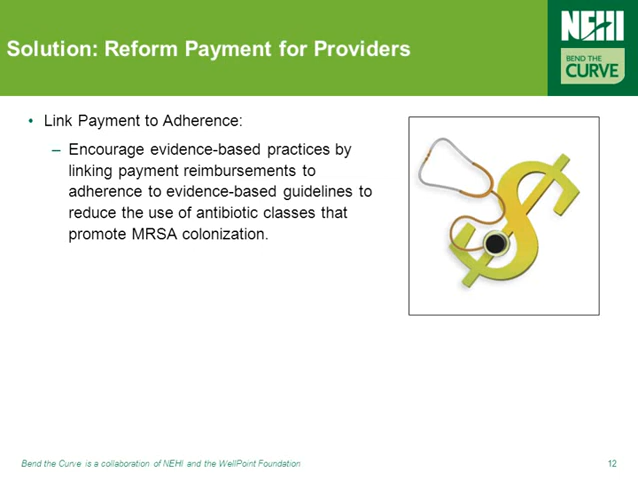 Solution: Reform Payment for Providers
NEHI
BEND THE
CURVE
• Link Payment to Adherence:
– Encourage evidence-based practices by
linking payment reimbursements to
adherence to evidence-based guidelines to
reduce the use of antibiotic classes that
promote MRSA colonization.
$
Bend the Curve is a collaboration of NEHI and the WellPoint Foundation
12